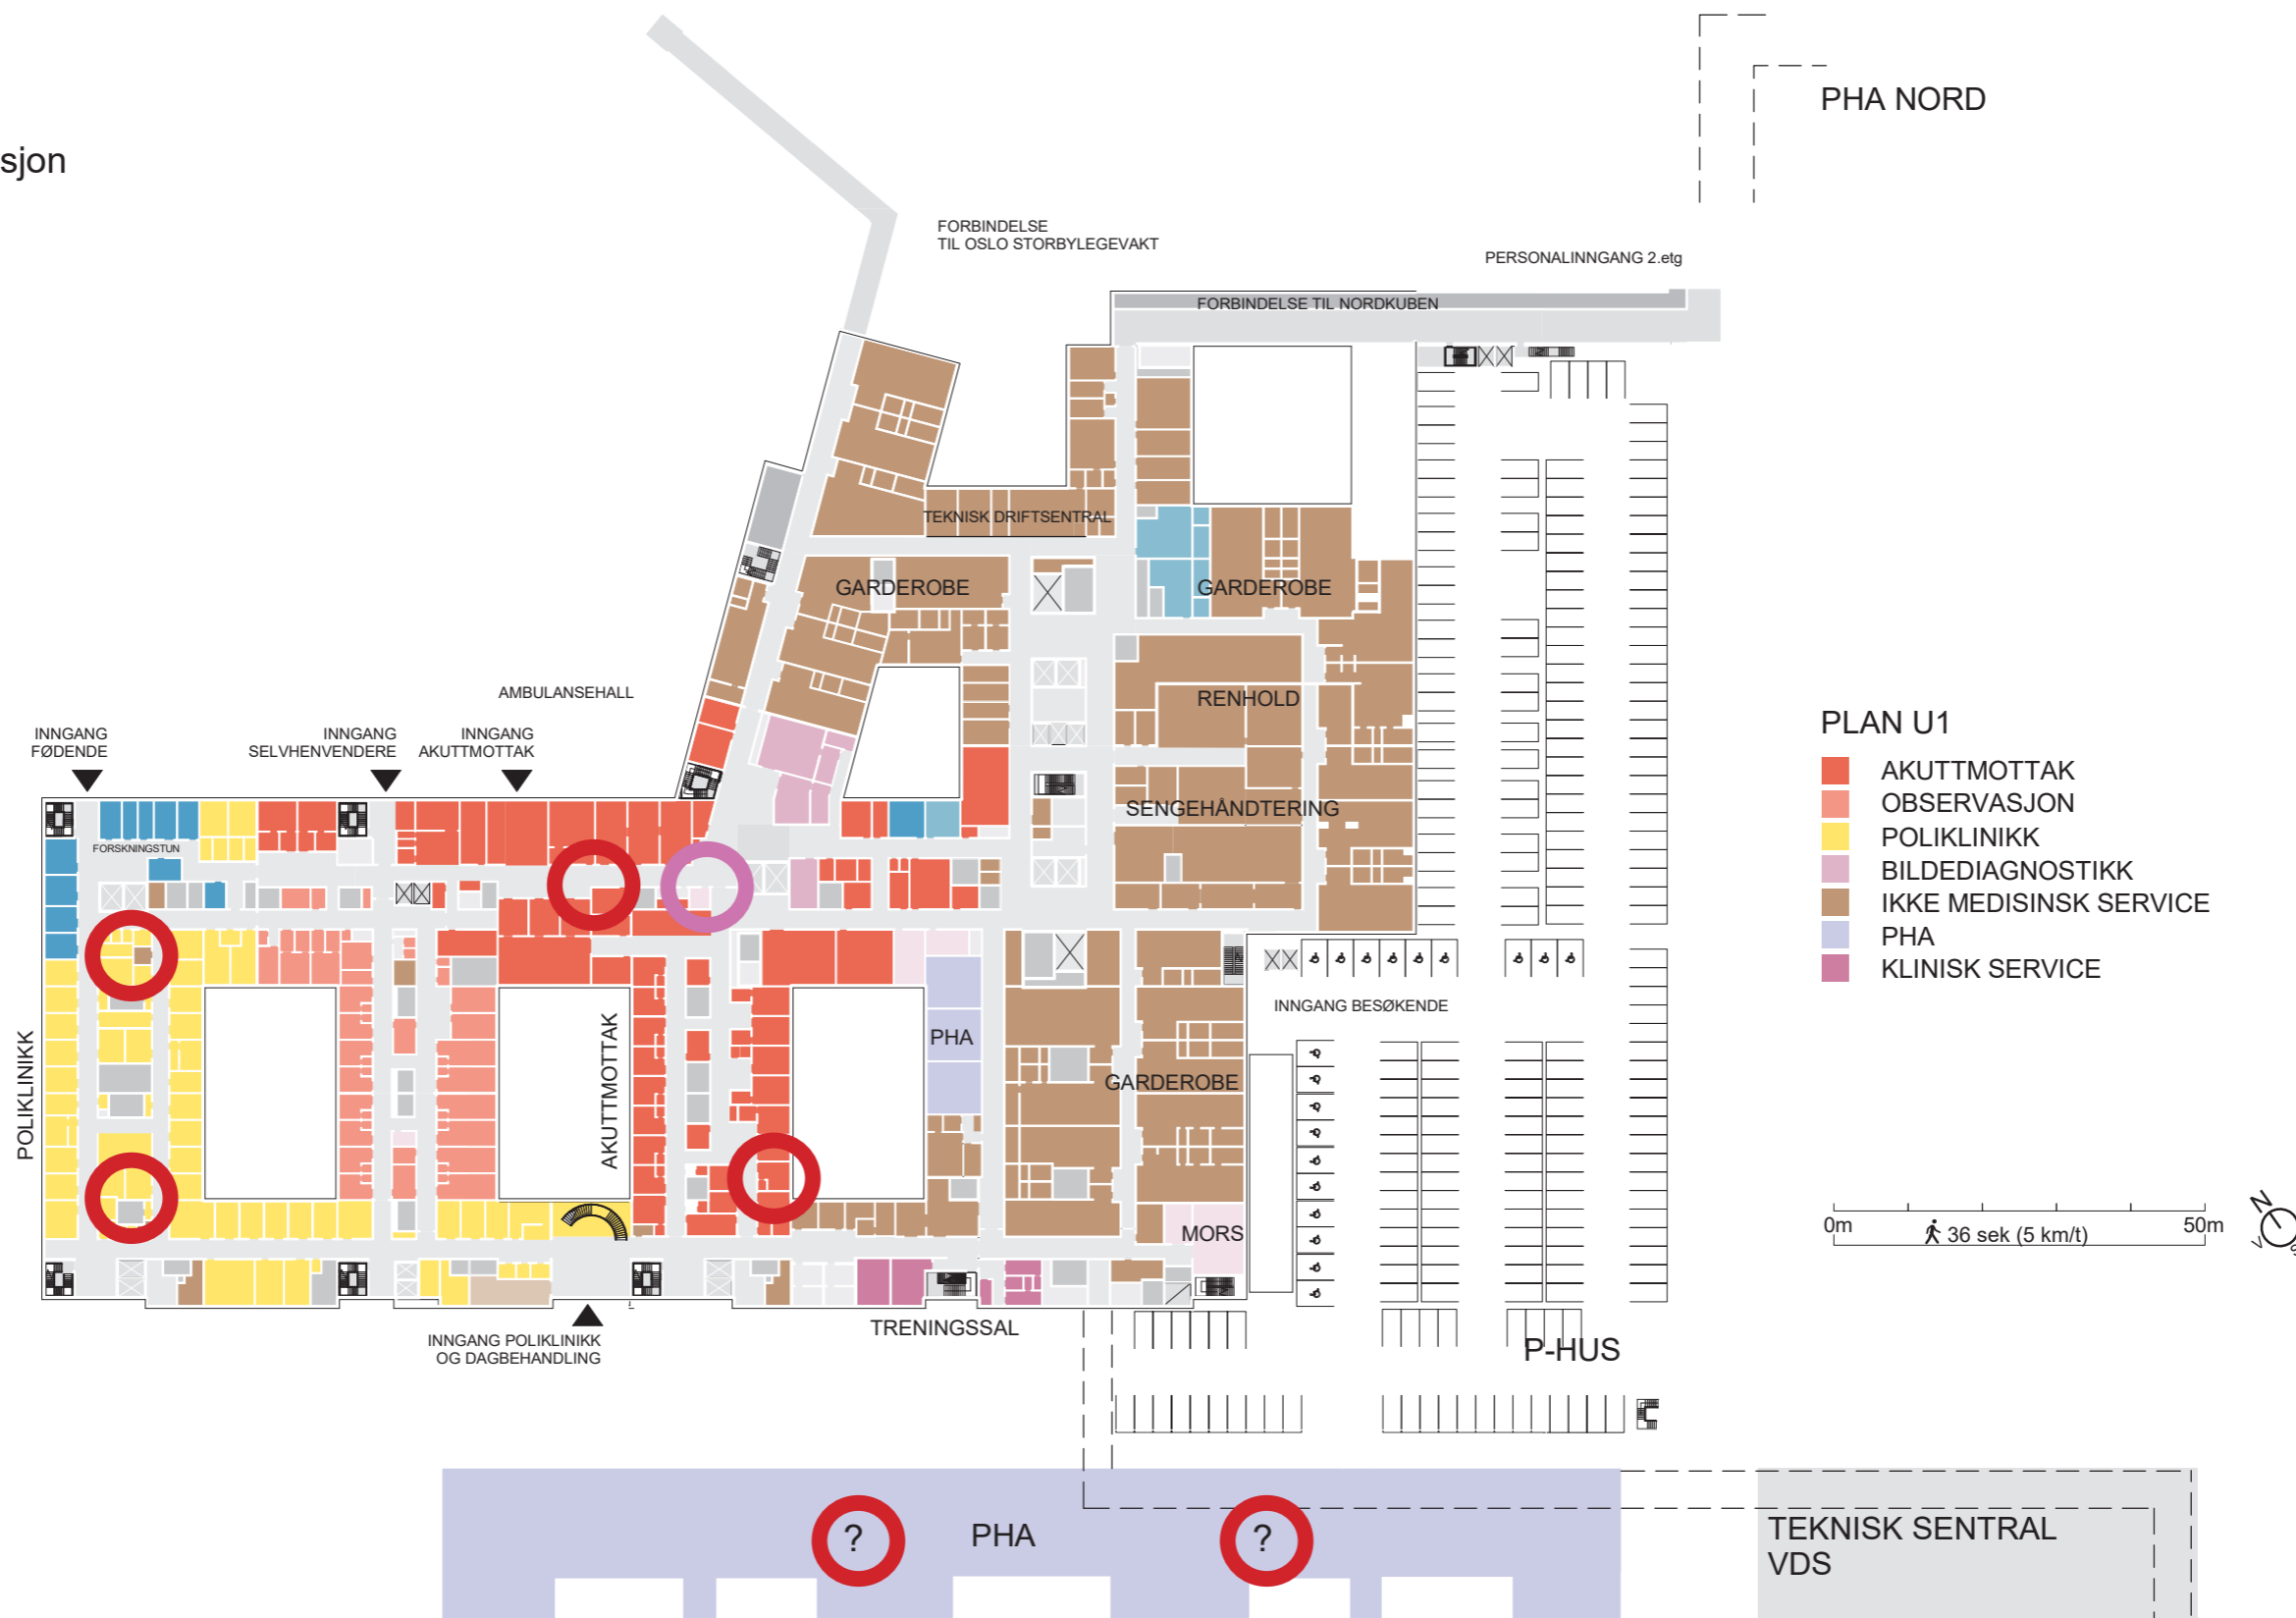 sjon
PHA NORD
FORBINDELSE
TIL OSLO STORBYLEGEVAKT
PERSONALINNGANG 2.etg
FORBINDELSE TIL NORDKUBEN
TEKNISK DRIFTSENTRAL
GARDEROBE
GARDEROBE
AMBULANSEHALL
RENHOLD
INNGANG
FØDENDE
INNGANG
SELVHENVENDERE
INNGANG
AKUTTMOTTAK
SENGEHÅNDTERING
FORSKNINGSTUN
PLAN U1
AKUTTMOTTAK
OBSERVASJON
POLIKLINIKK
BILDEDIAGNOSTIKK
IKKE MEDISINSK SERVICE
PHA
KLINISK SERVICE
INNGANG BESØKENDE
POLIKLINIKK
AKUTTMOTTAK
PHA
GARDEROBE
MORS
0m
36 sek (5 km/t)
50m
N
V
S
INNGANG POLIKLINIKK
OG DAGBEHANDLING
TRENINGSSAL
P-HUS
?
PHA
?
TEKNISK SENTRAL
VDS